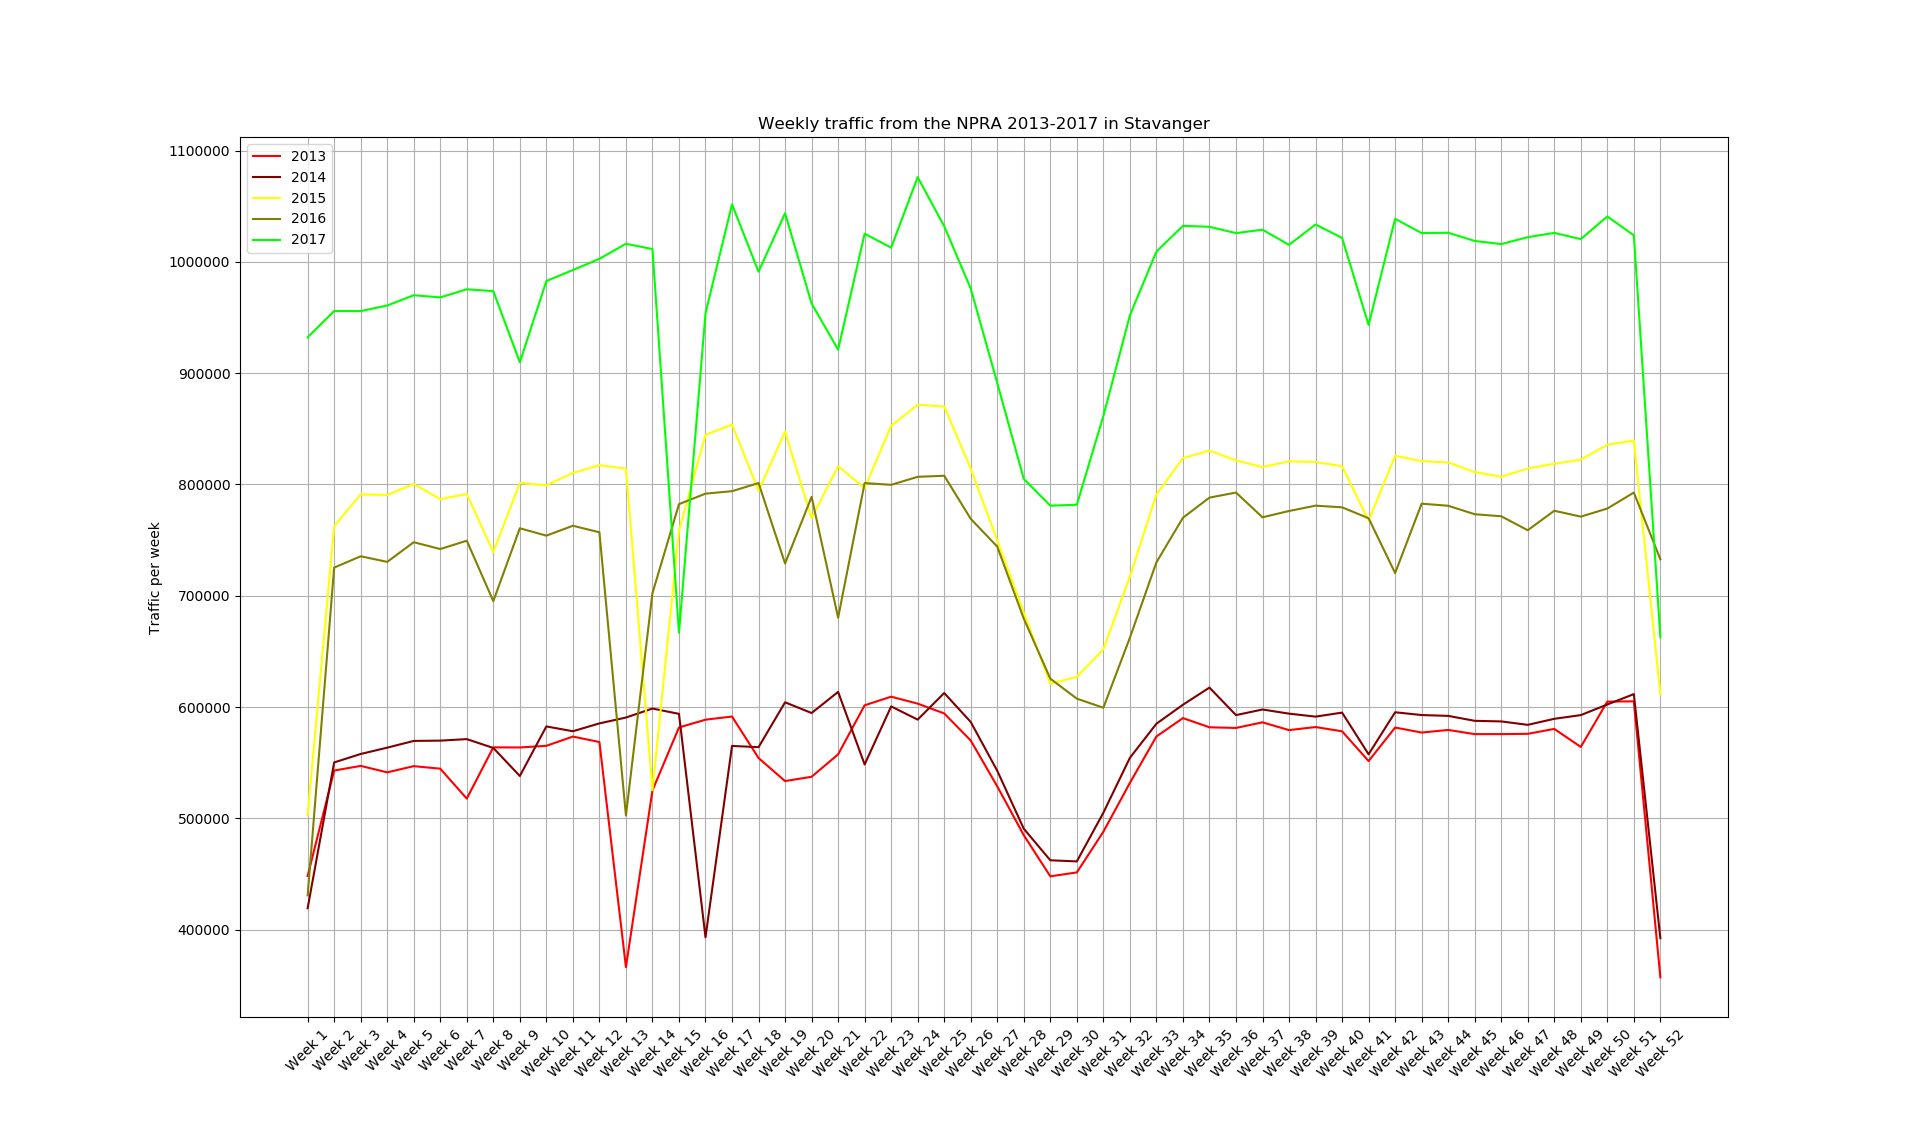 Weekly traffic from the NPRA 2013-2017 in Stavanger
1100000
1000000
900000
800000
700000
600000
500000
400000
Traffic per week
2013
2014
2015
2016
2017
Week 1
Week 2
Week 3
Week 4
Week 5
Week 6
Week 7
Week 8
Week 9
Week 10
Week 11
Week 12
Week 13
Week 14
Week 15
Week 16
Week 17
Week 18
Week 19
Week 20
Week 21
Week 22
Week 23
Week 24
Week 25
Week 26
Week 27
Week 28
Week 29
Week 30
Week 31
Week 32
Week 33
Week 34
Week 35
Week 36
Week 37
Week 38
Week 39
Week 40
Week 41
Week 42
Week 43
Week 44
Week 45
Week 46
Week 47
Week 48
Week 49
Week 50
Week 51
Week 52